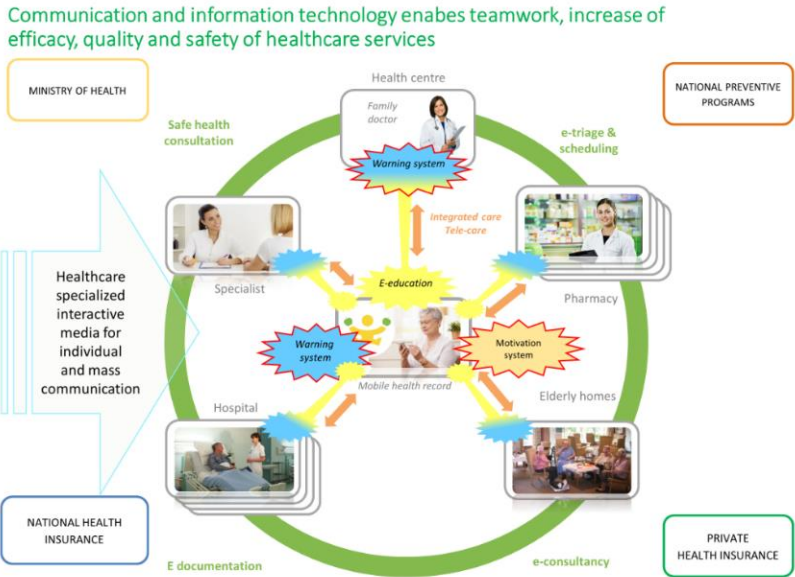 Communication and information technology enabes teamwork, increase of
efficacy, quality and safety of healthcare services
MINISTRY OF HEALTH
Health centre
NATIONAL PREVENTIVE
PROGRAMS
Family
doctor
Safe health
consultation
e-triage &
scheduling
Warning system
Integrated care
Tele-care
Healthcare
specialized
interactive
media for
individual
and mass
communication
Specialist
E-education
Pharmacy
Warning
system
Motivation
system
Mobile health record
Hospital
Elderly homes
NATIONAL HEALTH
INSURANCE
PRIVATE
HEALTH INSURANCE
E documentation
e-consultancy